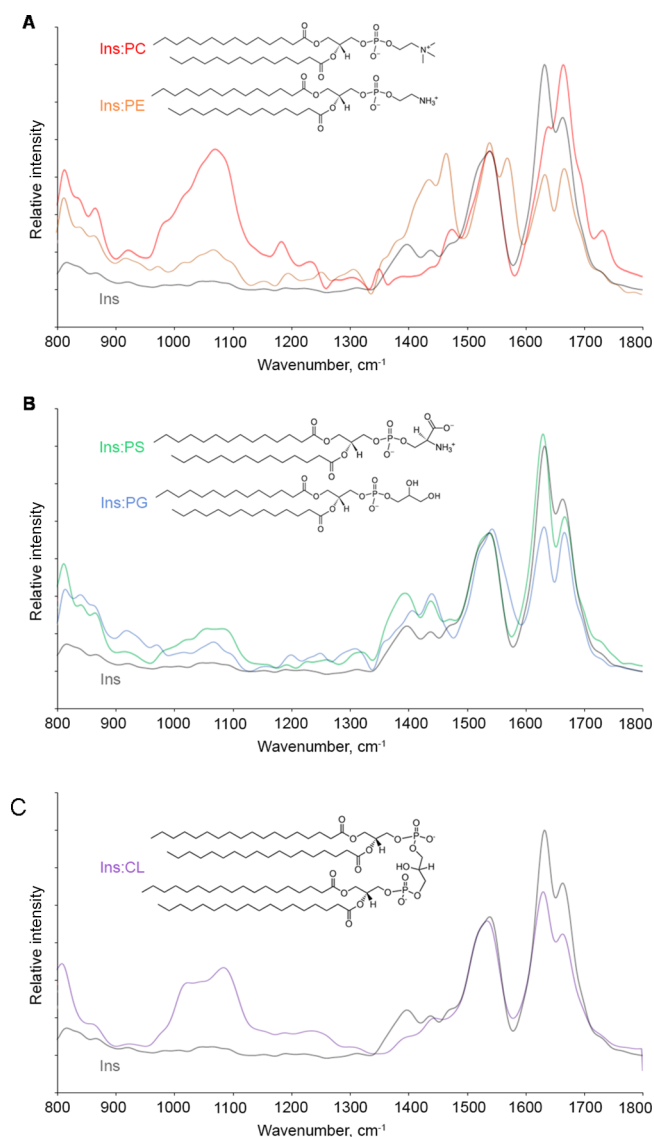 A
Ins:PC
Ins:PE
Ins
Relative intensity
800 900 1000 1100 1200 1300 1400 1500 1600 1700 1800
Wavenumber, cm-1
B
Ins:PS
Ins:PG
Ins
Relative intensity
800 900 1000 1100 1200 1300 1400 1500 1600 1700 1800
Wavenumber, cm-1
C
Ins:CL
Ins
Relative intensity
800 900 1000 1100 1200 1300 1400 1500 1600 1700 1800
Wavenumber, cm-1